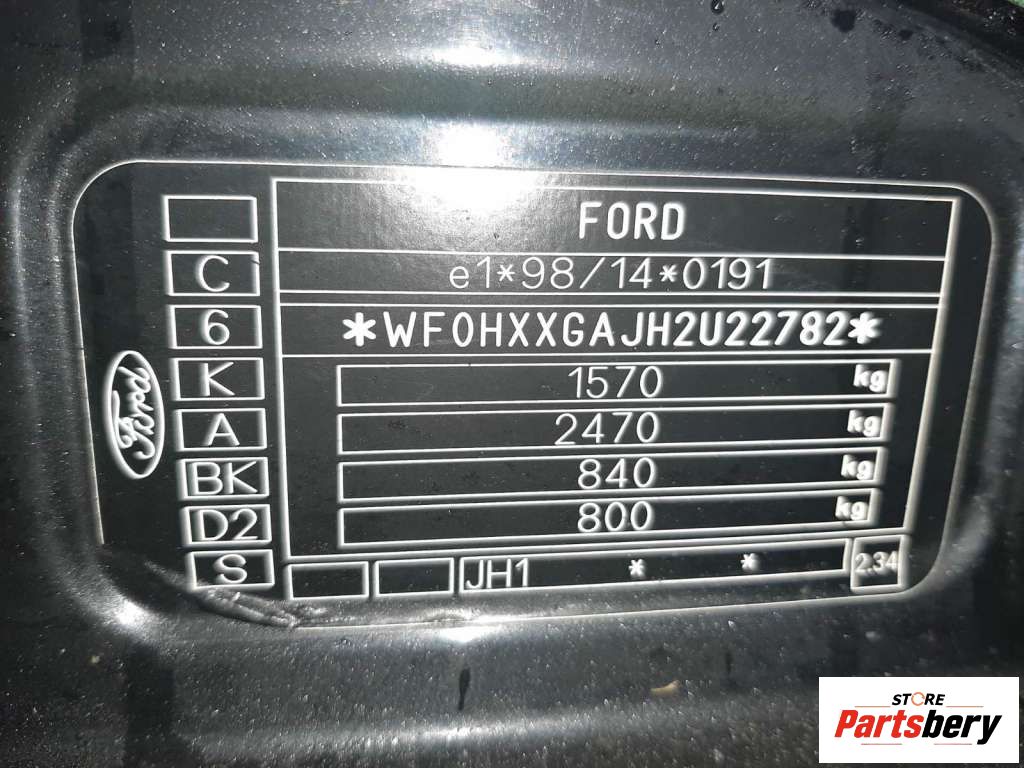 FORD
C e1*98/14*0191
6 *WF0HXXGAJH2U22782*
K 1570 kg
A 2470 kg
BK 840 kg
D2 800 kg
S JH1 * * 2.34
Ford
STORE
Partsbery